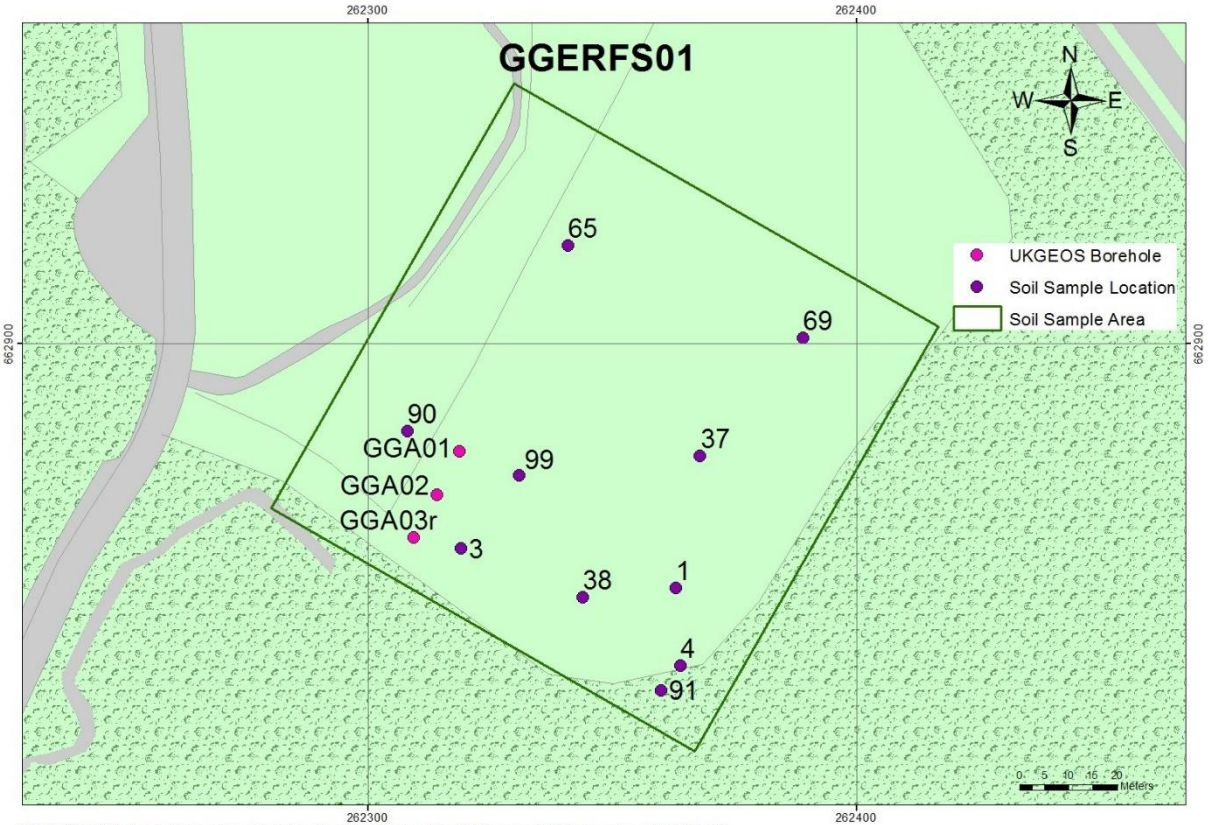 262300
262400
GGERFS01
N
W E
S
65
UKGEOS Borehole
Soil Sample Location
Soil Sample Area
69
662900
662900
90
GGA01
37
99
GGA02
GGA03r
3
38
1
4
91
0 5 10 15 20
Meters
262300
262400